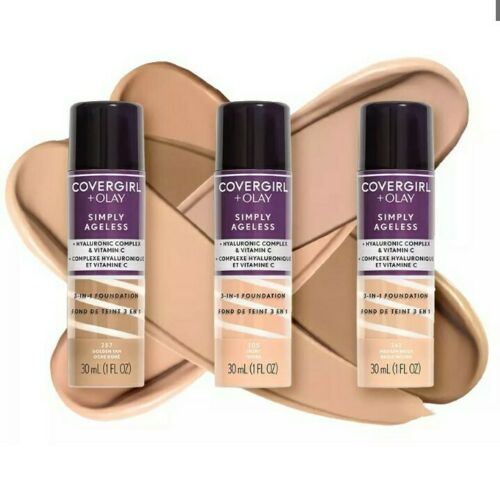 COVERGIRL
+ OLAY
SIMPLY
AGELESS
+ HYALURONIC COMPLEX
& VITAMIN C
+ COMPLEXE HYALURONIQUE
ET VITAMINE C
3-IN-1 FOUNDATION
FOND DE TEINT 3 EN 1
GOLDEN TAN
30 mL (1 FL OZ)
COVERGIRL
+ OLAY
SIMPLY
AGELESS
+ HYALURONIC COMPLEX
& VITAMIN C
+ COMPLEXE HYALURONIQUE
ET VITAMINE C
3-IN-1 FOUNDATION
FOND DE TEINT 3 EN 1
30 mL (1 FL OZ)
COVERGIRL
+ OLAY
SIMPLY
AGELESS
+ HYALURONIC COMPLEX
& VITAMIN C
+ COMPLEXE HYALURONIQUE
ET VITAMINE C
3-IN-1 FOUNDATION
FOND DE TEINT 3 EN 1
30 mL (1 FL OZ)